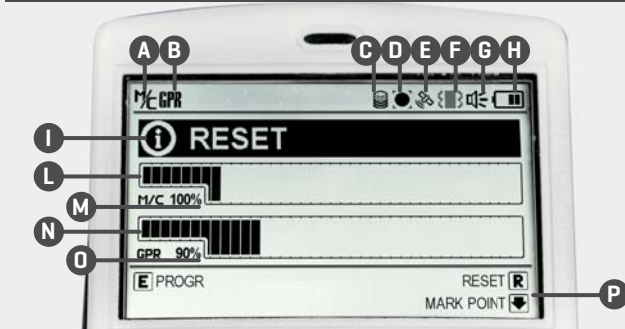 A B C D E F G H
M/C GPR
I RESET
L
M/C 100%
M
N
GPR 90%
O
E PROGR RESET R
MARK POINT P